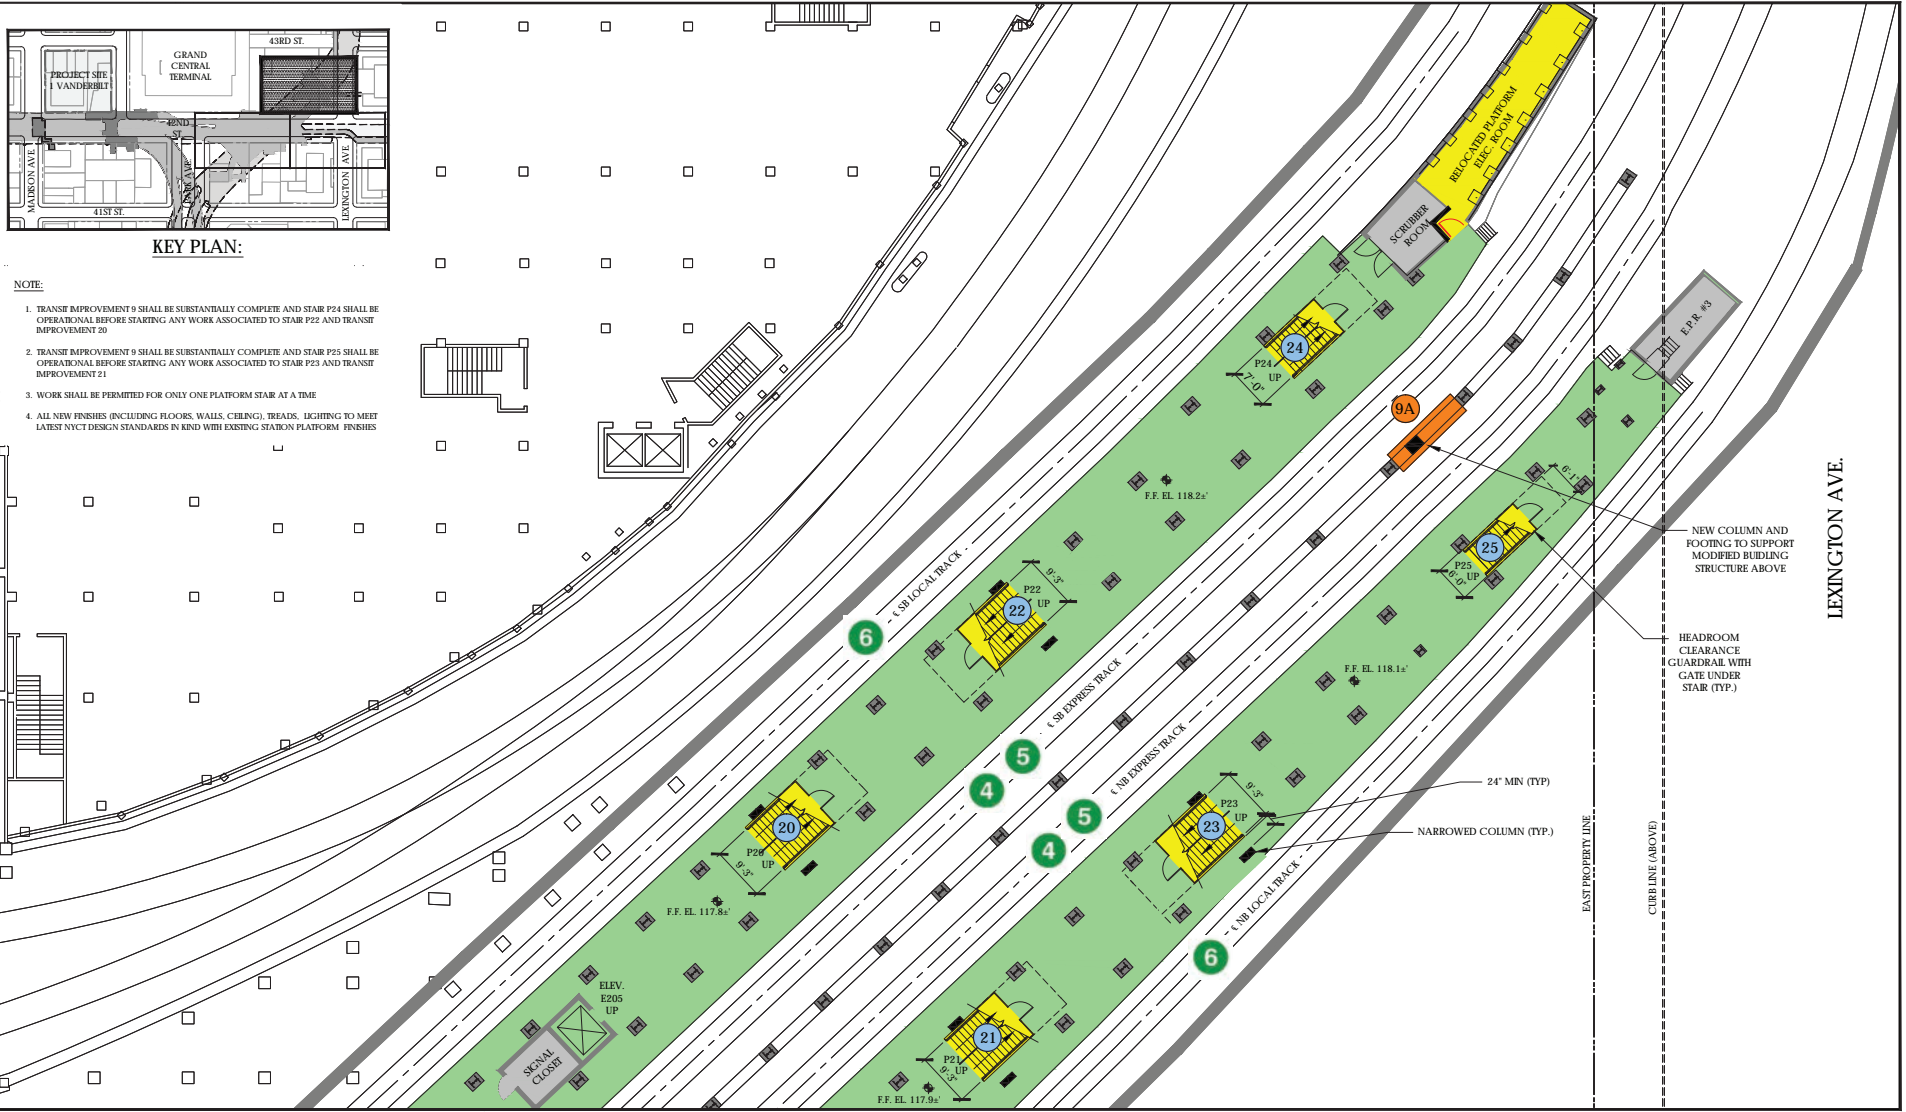 43RD ST.
GRAND
CENTRAL
TERMINAL
PROJECT SITE
1 VANDERBILT
42ND
ST.
MADISON AVE.
PARK AVE.
LEXINGTON AVE.
41ST ST.
KEY PLAN:
NOTE:
1. TRANSIT IMPROVEMENT 9 SHALL BE SUBSTANTIALLY COMPLETE AND STAIR P24 SHALL BE
OPERATIONAL BEFORE STARTING ANY WORK ASSOCIATED TO STAIR P22 AND TRANSIT
IMPROVEMENT 20
2. TRANSIT IMPROVEMENT 9 SHALL BE SUBSTANTIALLY COMPLETE AND STAIR P25 SHALL BE
OPERATIONAL BEFORE STARTING ANY WORK ASSOCIATED TO STAIR P23 AND TRANSIT
IMPROVEMENT 21
3. WORK SHALL BE PERMITTED FOR ONLY ONE PLATFORM STAIR AT A TIME
4. ALL NEW FINISHES (INCLUDING FLOORS, WALLS, CEILING), TREADS, LIGHTING TO MEET
LATEST NYCT DESIGN STANDARDS IN KIND WITH EXISTING STATION PLATFORM FINISHES
RELOCATED PLATFORM
ELEC. ROOM
SCRUBBER
ROOM
E.P.R. #3
24
P24
UP
7'-0"
9A
F.F. EL. 118.2±'
6'-1"
25
P25
UP
6'-0"
NEW COLUMN AND
FOOTING TO SUPPORT
MODIFIED BUIDLING
STRUCTURE ABOVE
LEXINGTON AVE.
℄ SB LOCAL TRACK
6
9'-3"
P22
UP
22
HEADROOM
CLEARANCE
GUARDRAIL WITH
GATE UNDER
STAIR (TYP.)
F.F. EL. 118.1±'
℄ SB EXPRESS TRACK
5
4
℄ NB EXPRESS TRACK
5
4
20
P20
UP
9'-3"
9'-3"
P23
UP
23
24" MIN (TYP)
NARROWED COLUMN (TYP.)
EAST PROPERTY LINE
CURB LINE (ABOVE)
F.F. EL. 117.8±'
℄ NB LOCAL TRACK
6
ELEV.
E205
UP
SIGNAL
CLOSET
21
P21
UP
9'-3"
F.F. EL. 117.9±'